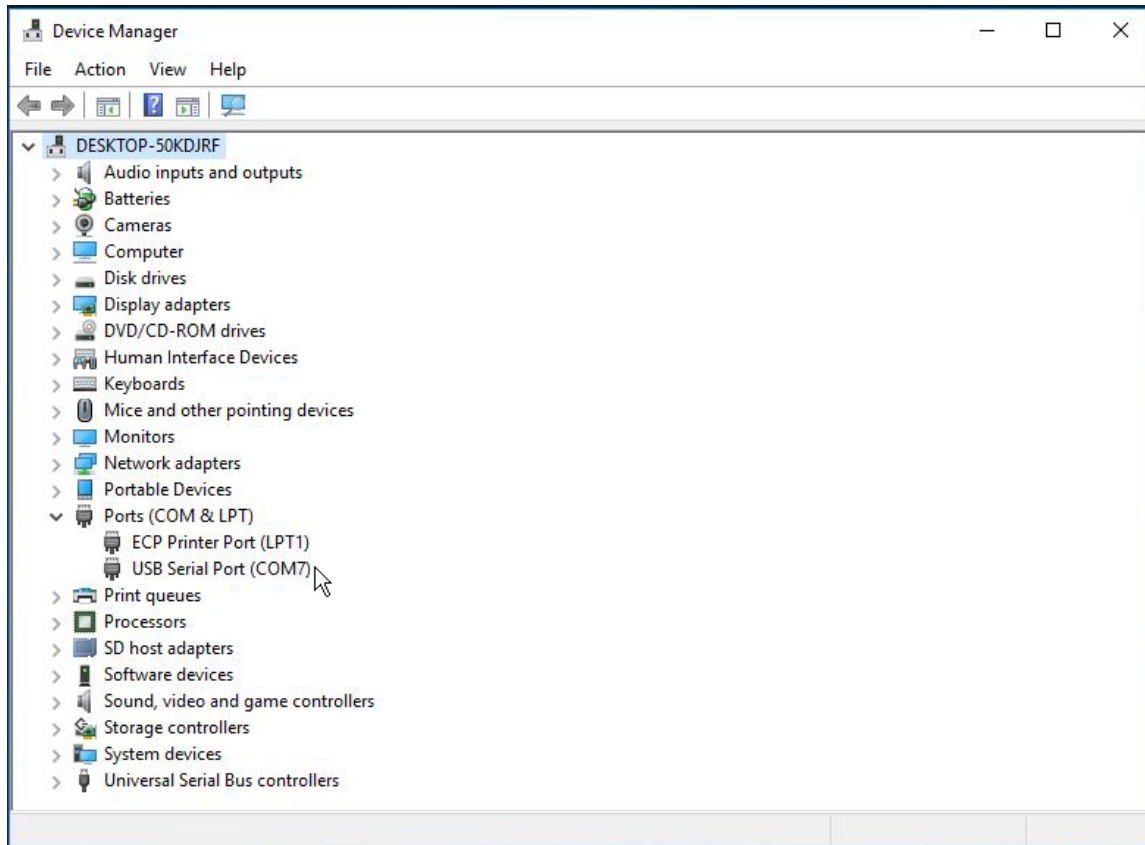 Device Manager
File Action View Help
DESKTOP-50KDJRF
Audio inputs and outputs
Batteries
Cameras
Computer
Disk drives
Display adapters
DVD/CD-ROM drives
Human Interface Devices
Keyboards
Mice and other pointing devices
Monitors
Network adapters
Portable Devices
Ports (COM & LPT)
ECP Printer Port (LPT1)
USB Serial Port (COM7)
Print queues
Processors
SD host adapters
Software devices
Sound, video and game controllers
Storage controllers
System devices
Universal Serial Bus controllers